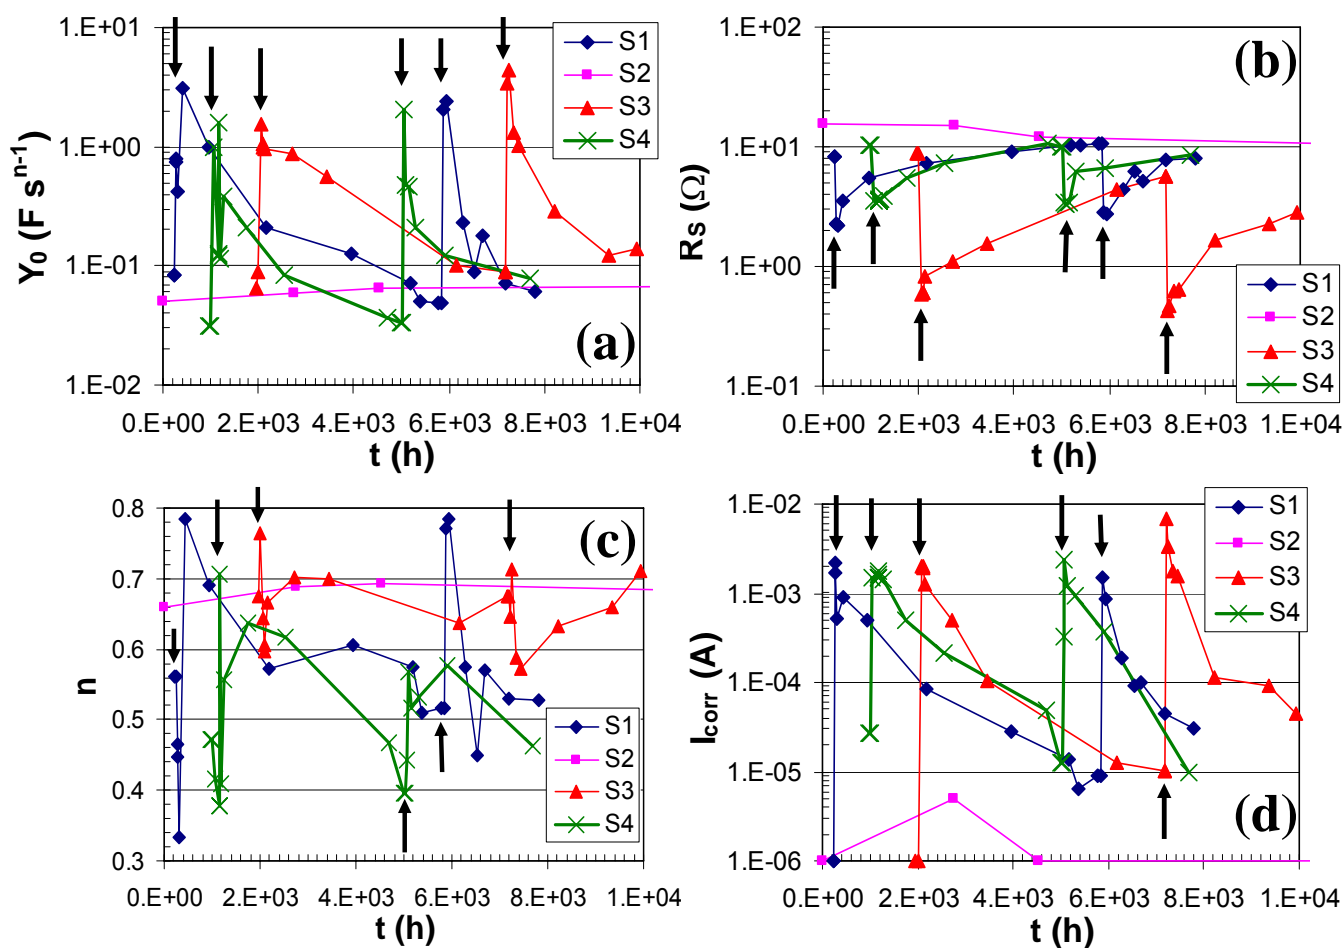 1.E+01
1.E+00
1.E-01
1.E-02
Y0 (F s^n-1)
0.E+00 2.E+03 4.E+03 6.E+03 8.E+03 1.E+04
t (h)
S1
S2
S3
S4
(a)
1.E+02
1.E+01
1.E+00
1.E-01
Rs (Ω)
0.E+00 2.E+03 4.E+03 6.E+03 8.E+03 1.E+04
t (h)
(b)
S1
S2
S3
S4
0.8
0.7
0.6
0.5
0.4
0.3
n
0.E+00 2.E+03 4.E+03 6.E+03 8.E+03 1.E+04
t (h)
(c)
S1
S2
S3
S4
1.E-02
1.E-03
1.E-04
1.E-05
1.E-06
Icorr (A)
0.E+00 2.E+03 4.E+03 6.E+03 8.E+03 1.E+04
t (h)
S1
S2
S3
S4
(d)